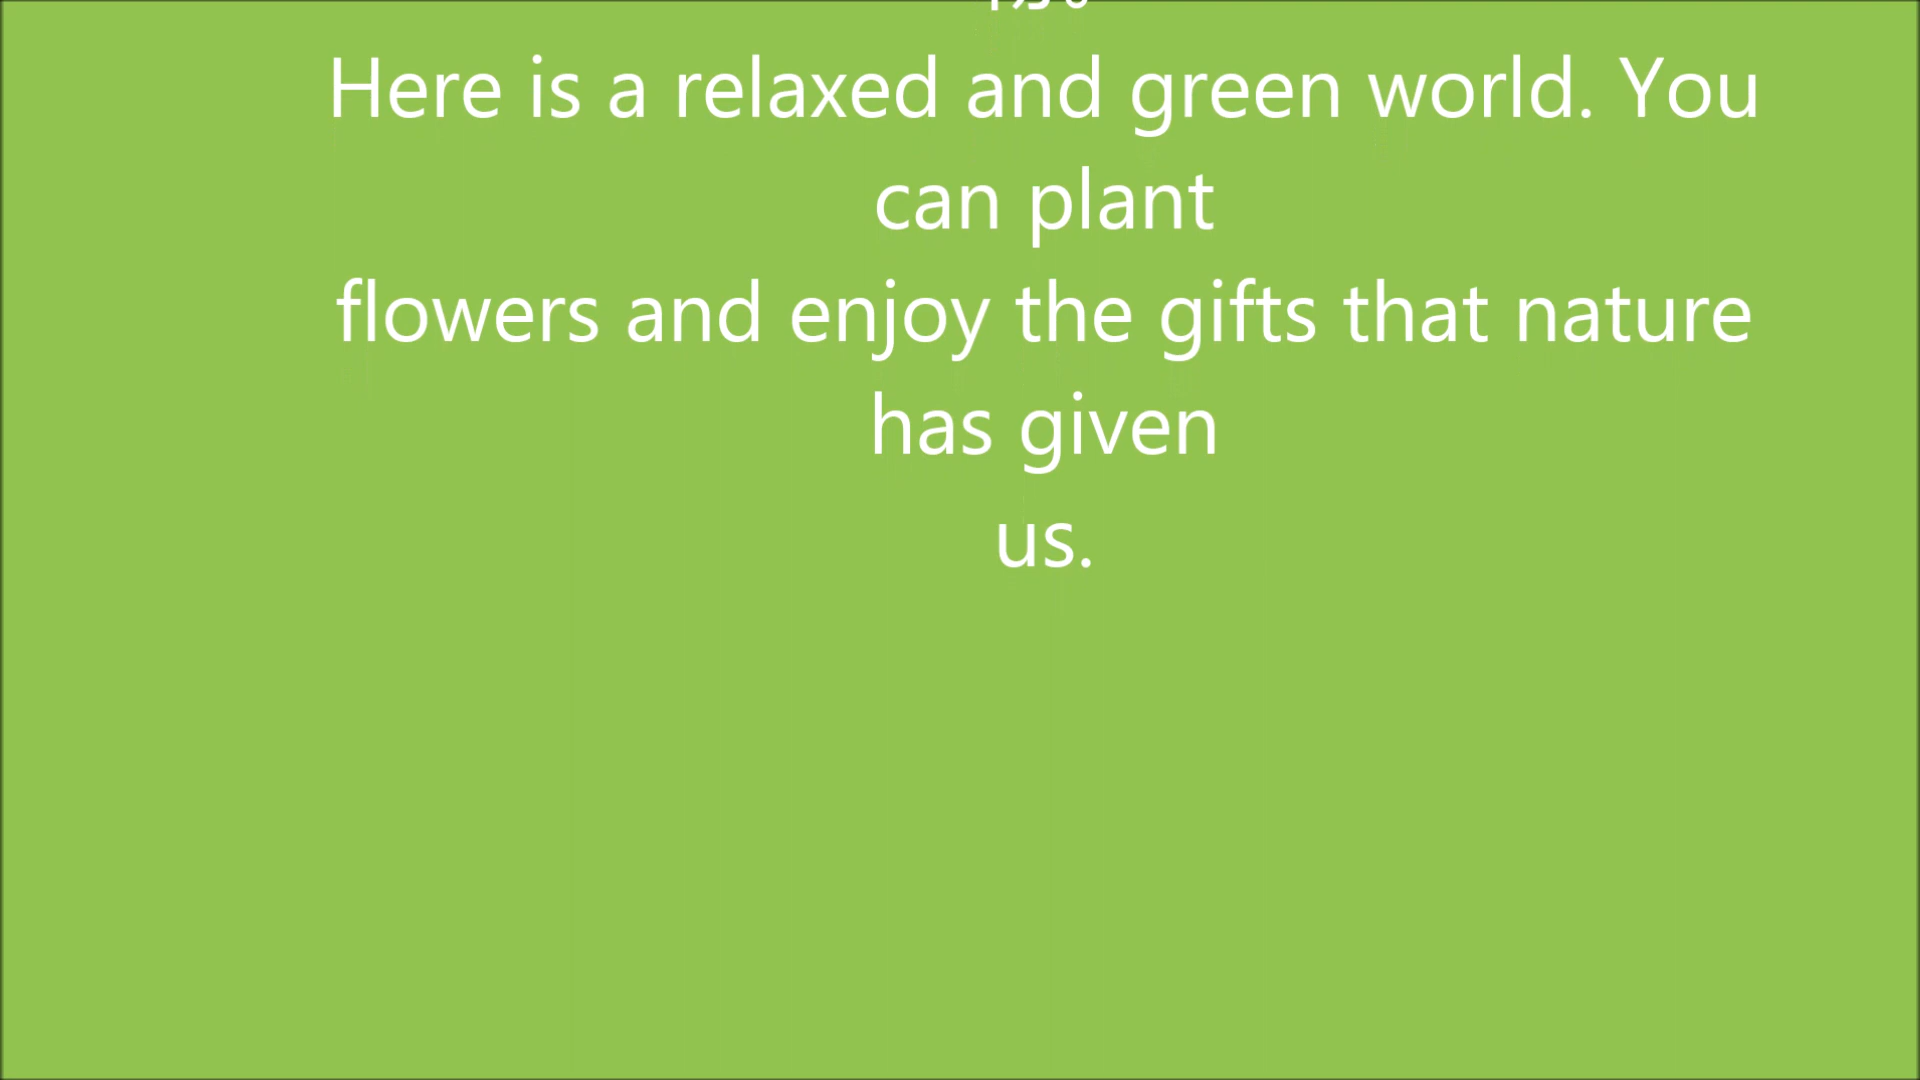 Here is a relaxed and green world. You
can plant
flowers and enjoy the gifts that nature
has given
us.